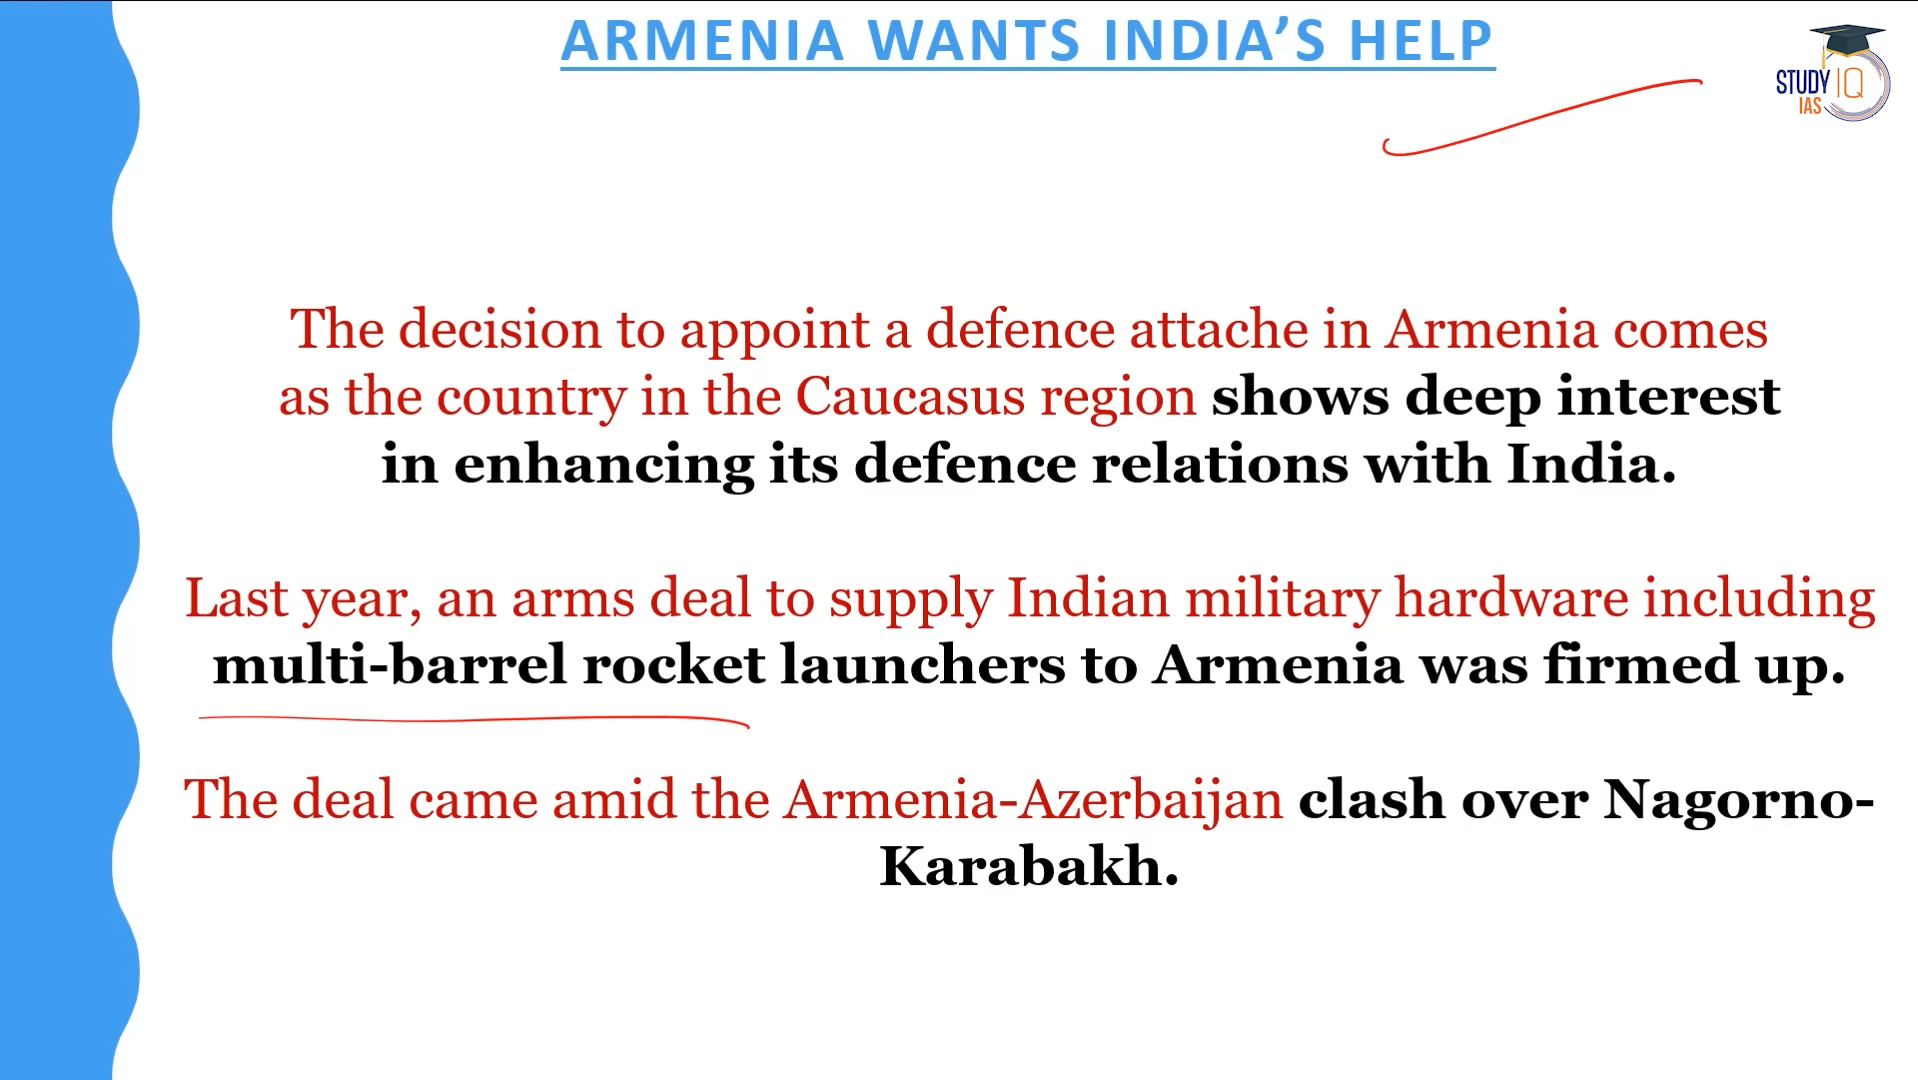 ARMENIA WANTS INDIA’S HELP
STUDY IQ
IAS
The decision to appoint a defence attache in Armenia comes
as the country in the Caucasus region shows deep interest
in enhancing its defence relations with India.
Last year, an arms deal to supply Indian military hardware including
multi-barrel rocket launchers to Armenia was firmed up.
The deal came amid the Armenia-Azerbaijan clash over Nagorno-
Karabakh.